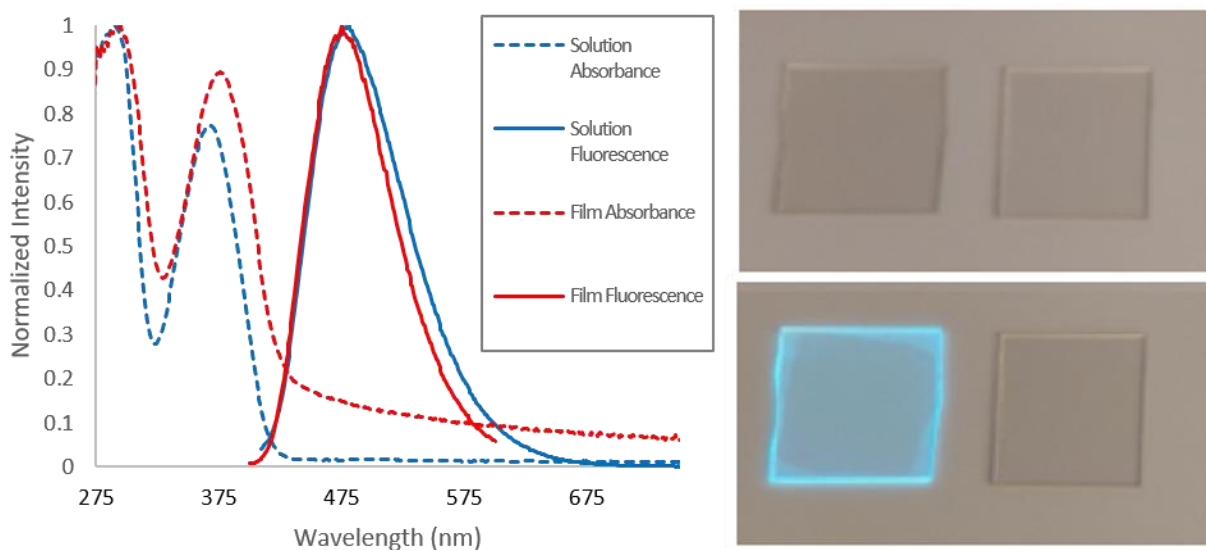 1
0.9
0.8
0.7
0.6
0.5
0.4
0.3
0.2
0.1
0
Normalized Intensity
275
375
475
575
675
Wavelength (nm)
Solution
Absorbance
Solution
Fluorescence
Film Absorbance
Film Fluorescence